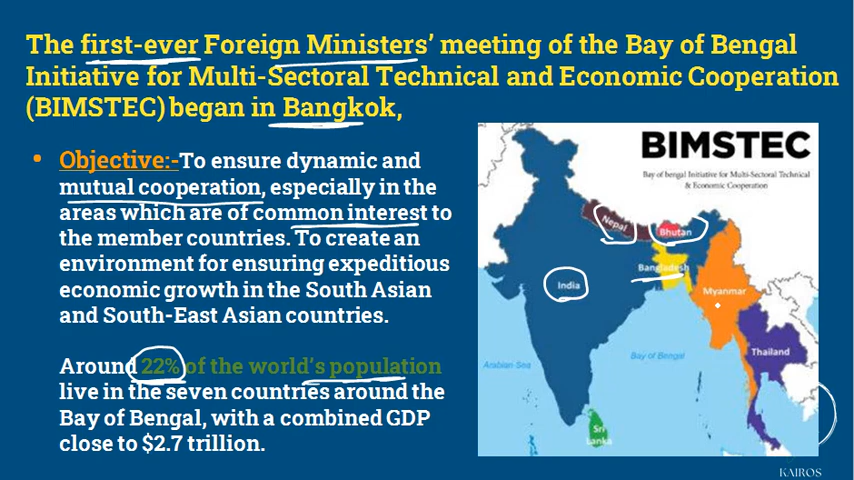 The first-ever Foreign Ministers' meeting of the Bay of Bengal
Initiative for Multi-Sectoral Technical and Economic Cooperation
(BIMSTEC) began in Bangkok,
• Objective:-To ensure dynamic and
mutual cooperation, especially in the
areas which are of common interest to
the member countries. To create an
environment for ensuring expeditious
economic growth in the South Asian
and South-East Asian countries.
Around 22% of the world's population
live in the seven countries around the
Bay of Bengal, with a combined GDP
close to $2.7 trillion.
BIMSTEC
Bay of bengal Initiative for Multi-Sectoral Technical
& Economic Cooperation
Nepal
Bhutan
Bangladesh
India
Myanmar
Thailand
Arabian Sea
Bay of Bengal
Sri
Lanka
KAIROS